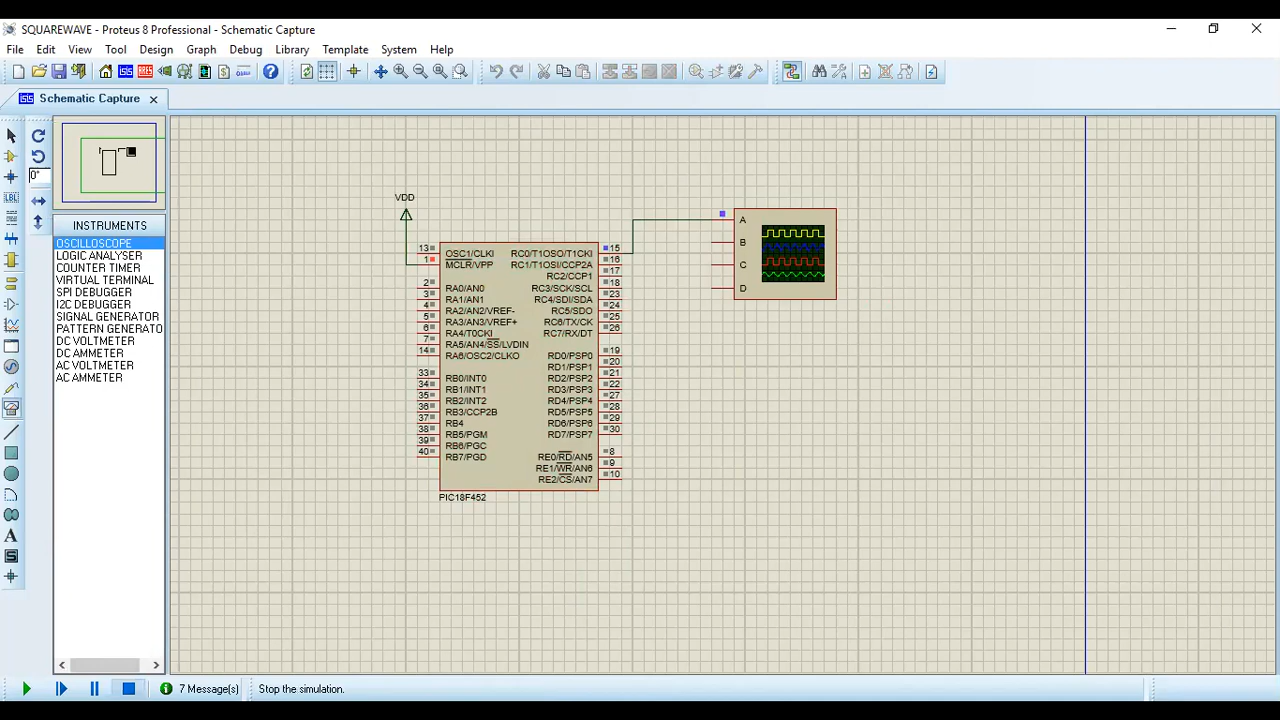 SQUAREWAVE - Proteus 8 Professional - Schematic Capture
File Edit View Tool Design Graph Debug Library Template System Help
Schematic Capture
0°
INSTRUMENTS
OSCILLOSCOPE
LOGIC ANALYSER
COUNTER TIMER
VIRTUAL TERMINAL
SPI DEBUGGER
I2C DEBUGGER
SIGNAL GENERATOR
PATTERN GENERATO
DC VOLTMETER
DC AMMETER
AC VOLTMETER
AC AMMETER
VDD
13 OSC1/CLKI RC0/T1OSO/T1CKI 15
1 MCLR/VPP RC1/T1OSI/CCP2A 16
RC2/CCP1 17
2 RA0/AN0 RC3/SCK/SCL 18
3 RA1/AN1 RC4/SDI/SDA 23
4 RA2/AN2/VREF- RC5/SDO 24
5 RA3/AN3/VREF+ RC6/TX/CK 25
6 RA4/T0CKI RC7/RX/DT 26
7 RA5/AN4/SS/LVDIN
14 RA6/OSC2/CLKO RD0/PSP0 19
RD1/PSP1 20
33 RB0/INT0 RD2/PSP2 21
34 RB1/INT1 RD3/PSP3 22
35 RB2/INT2 RD4/PSP4 27
36 RB3/CCP2B RD5/PSP5 28
37 RB4 RD6/PSP6 29
38 RB5/PGM RD7/PSP7 30
39 RB6/PGC
40 RB7/PGD RE0/RD/AN5 8
RE1/WR/AN6 9
RE2/CS/AN7 10
PIC18F452
A
B
C
D
7 Message(s) Stop the simulation.